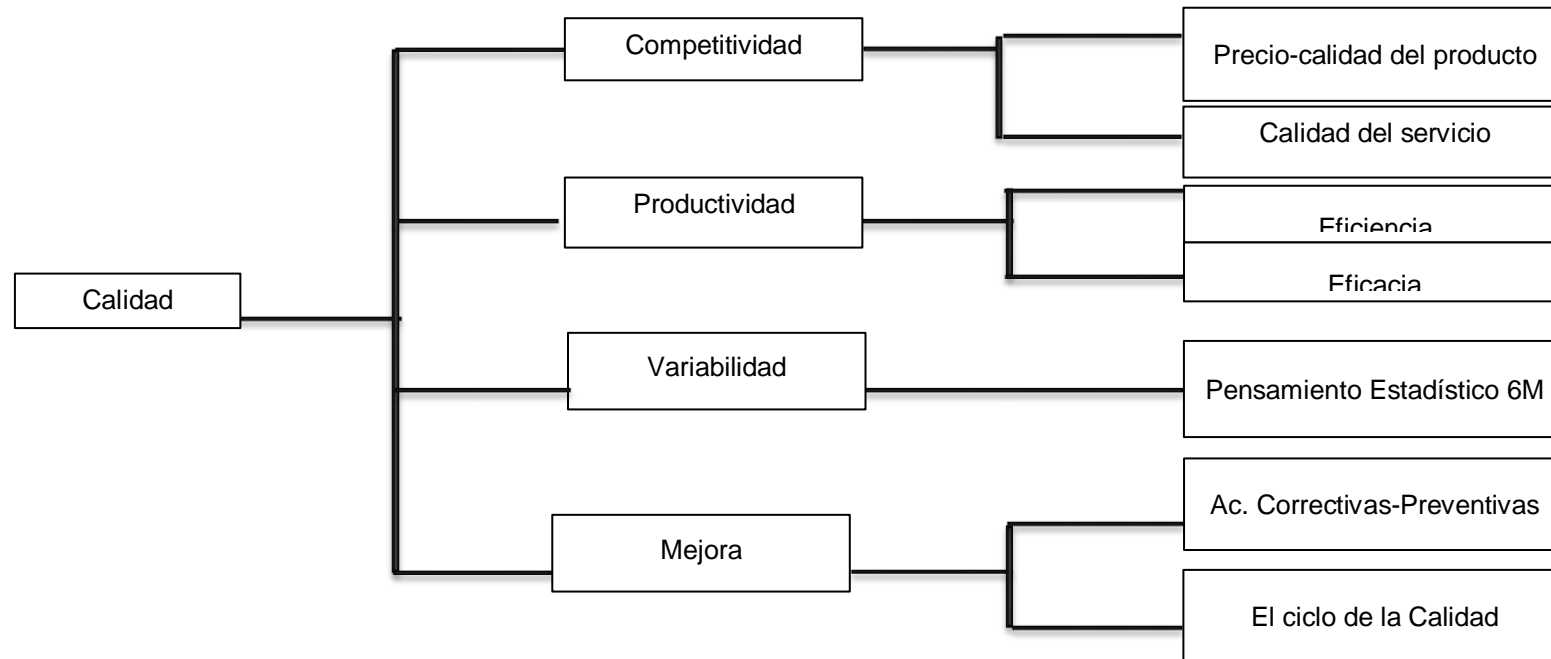 Calidad
Competitividad
Precio-calidad del producto
Calidad del servicio
Productividad
Eficiencia
Eficacia
Variabilidad
Pensamiento Estadístico 6M
Mejora
Ac. Correctivas-Preventivas
El ciclo de la Calidad